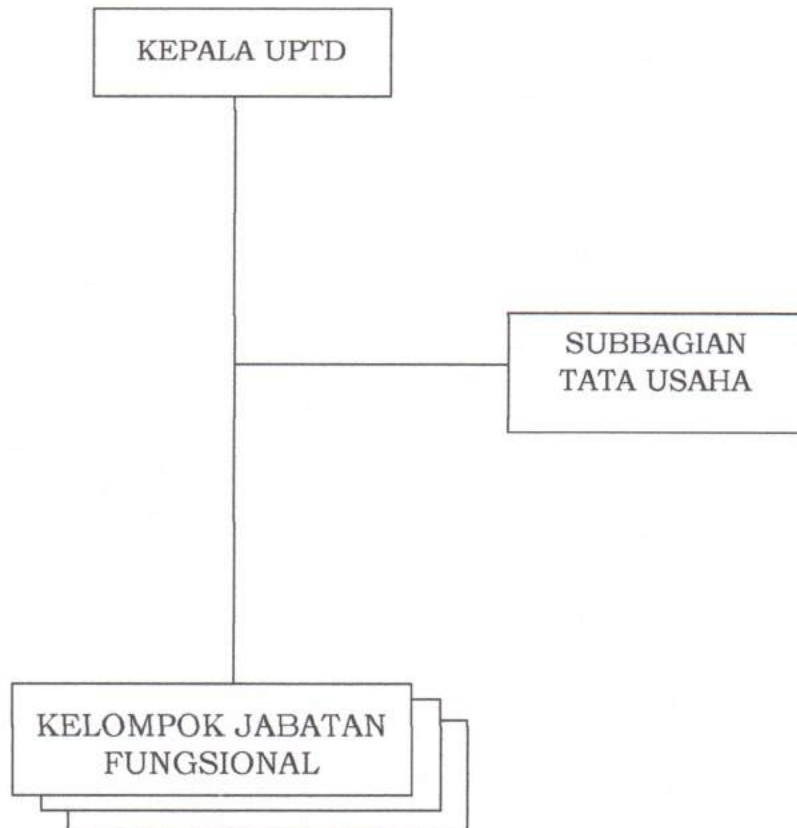 KEPALA UPTD
SUBBAGIAN
TATA USAHA
KELOMPOK JABATAN
FUNGSIONAL